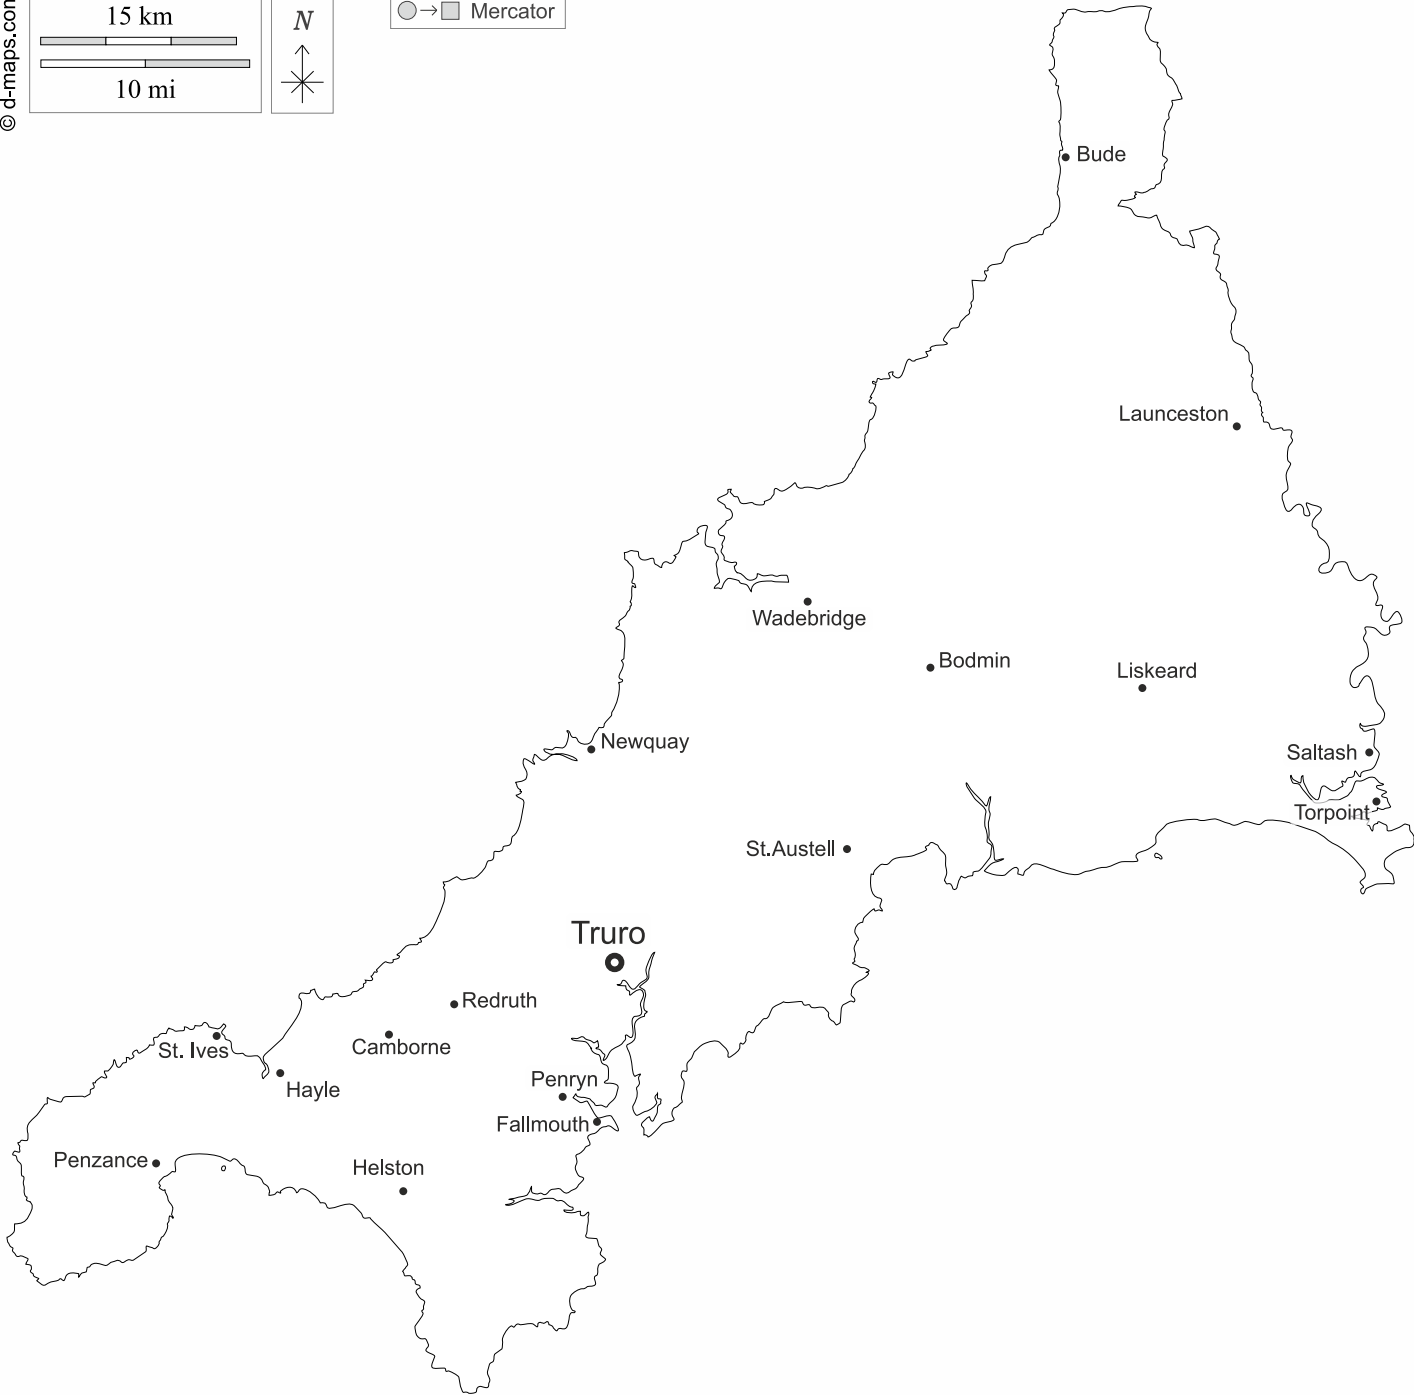 © d-maps.com
15 km
10 mi
N
Mercator
Bude
Launceston
Wadebridge
Bodmin
Liskeard
Newquay
Saltash
Torpoint
St.Austell
Truro
Redruth
Camborne
St. Ives
Hayle
Penryn
Fallmouth
Penzance
Helston